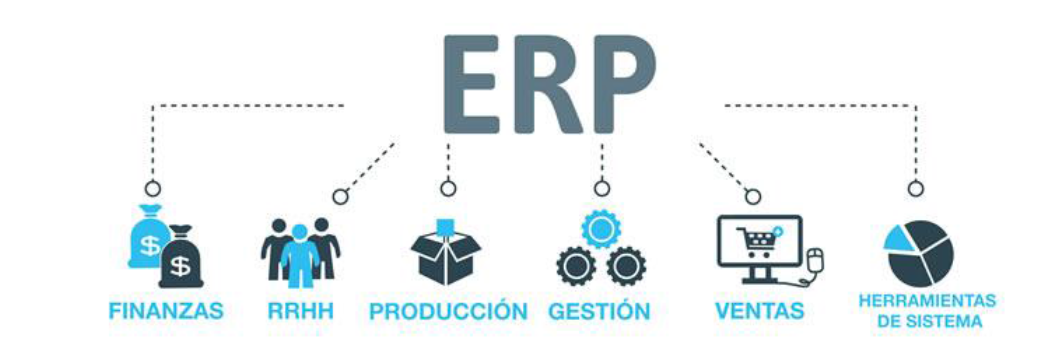 ERP
$
$
FINANZAS
RRHH
PRODUCCIÓN
GESTIÓN
VENTAS
HERRAMIENTAS
DE SISTEMA